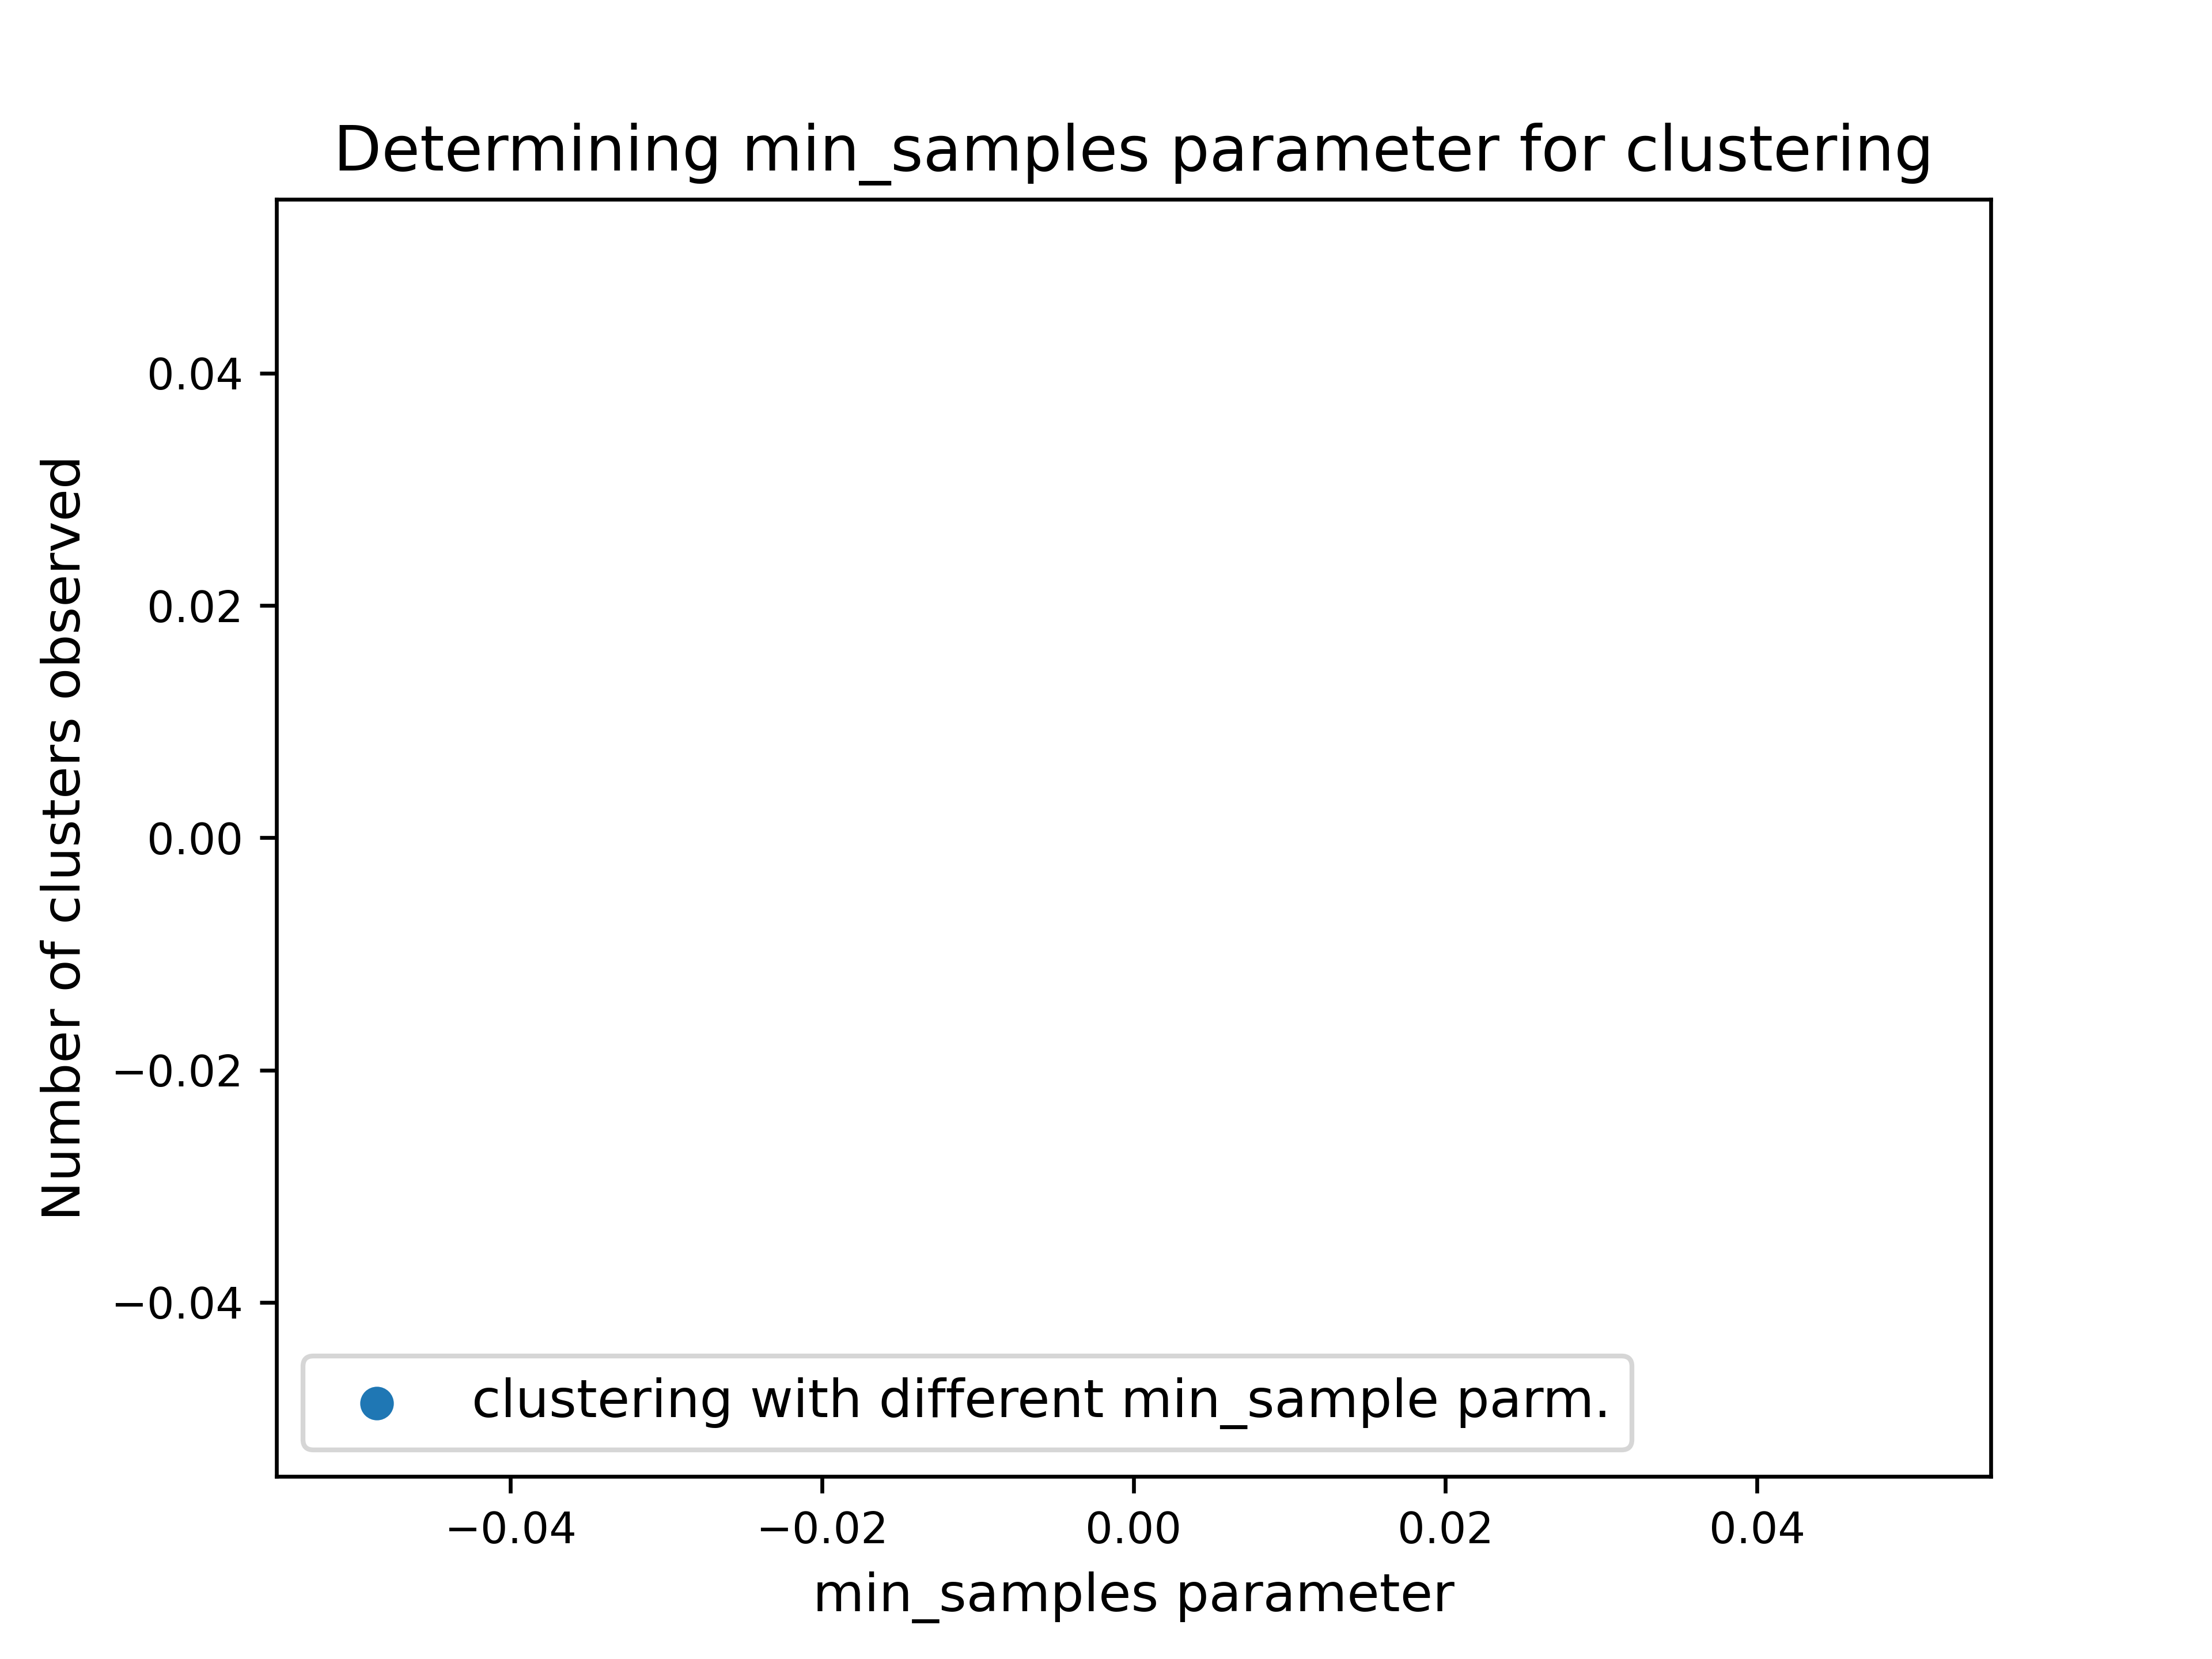 Determining min_samples parameter for clustering
Number of clusters observed
0.04
0.02
0.00
−0.02
−0.04
clustering with different min_sample parm.
−0.04 −0.02 0.00 0.02 0.04
min_samples parameter